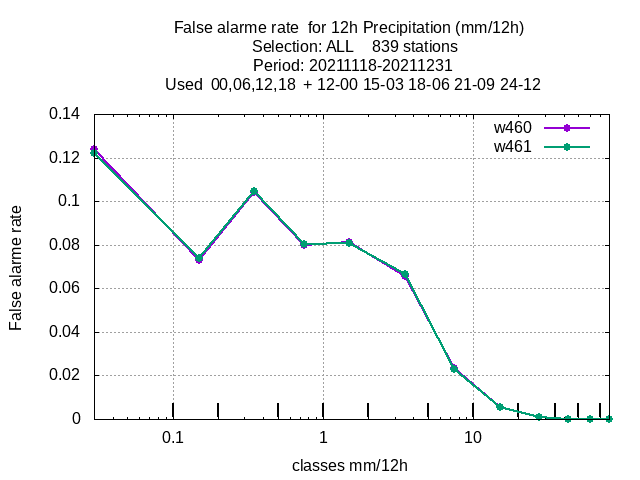 False alarme rate  for 12h Precipitation (mm/12h)
Selection: ALL    839 stations
Period: 20211118-20211231
Used  00,06,12,18  + 12-00 15-03 18-06 21-09 24-12
w460
w461
0.14
0.12
0.1
0.08
0.06
0.04
0.02
0
False alarme rate
0.1
1
10
classes mm/12h